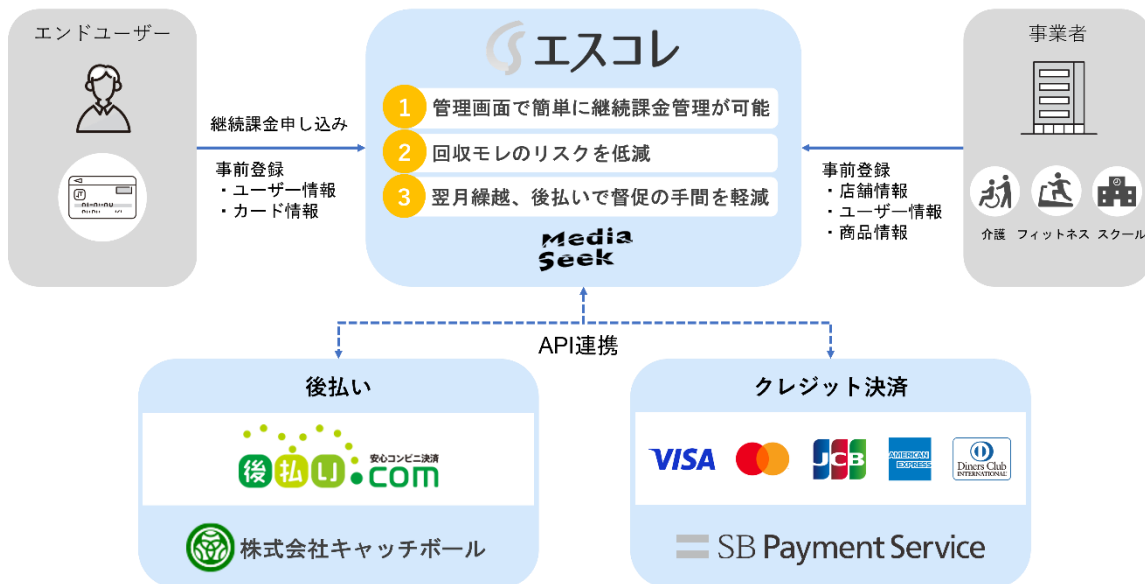 エンドユーザー
継続課金申し込み
事前登録
・ユーザー情報
・カード情報
エスコレ
1 管理画面で簡単に継続課金管理が可能
2 回収モレのリスクを低減
3 翌月繰越、後払いで督促の手間を軽減
Media
Seek
事業者
事前登録
・店舗情報
・ユーザー情報
・商品情報
介護 フィットネス スクール
API連携
後払い
安心コンビニ決済
後払い.com
株式会社キャッチボール
クレジット決済
VISA
JCB
AMERICAN
EXPRESS
Diners Club
INTERNATIONAL
SB Payment Service